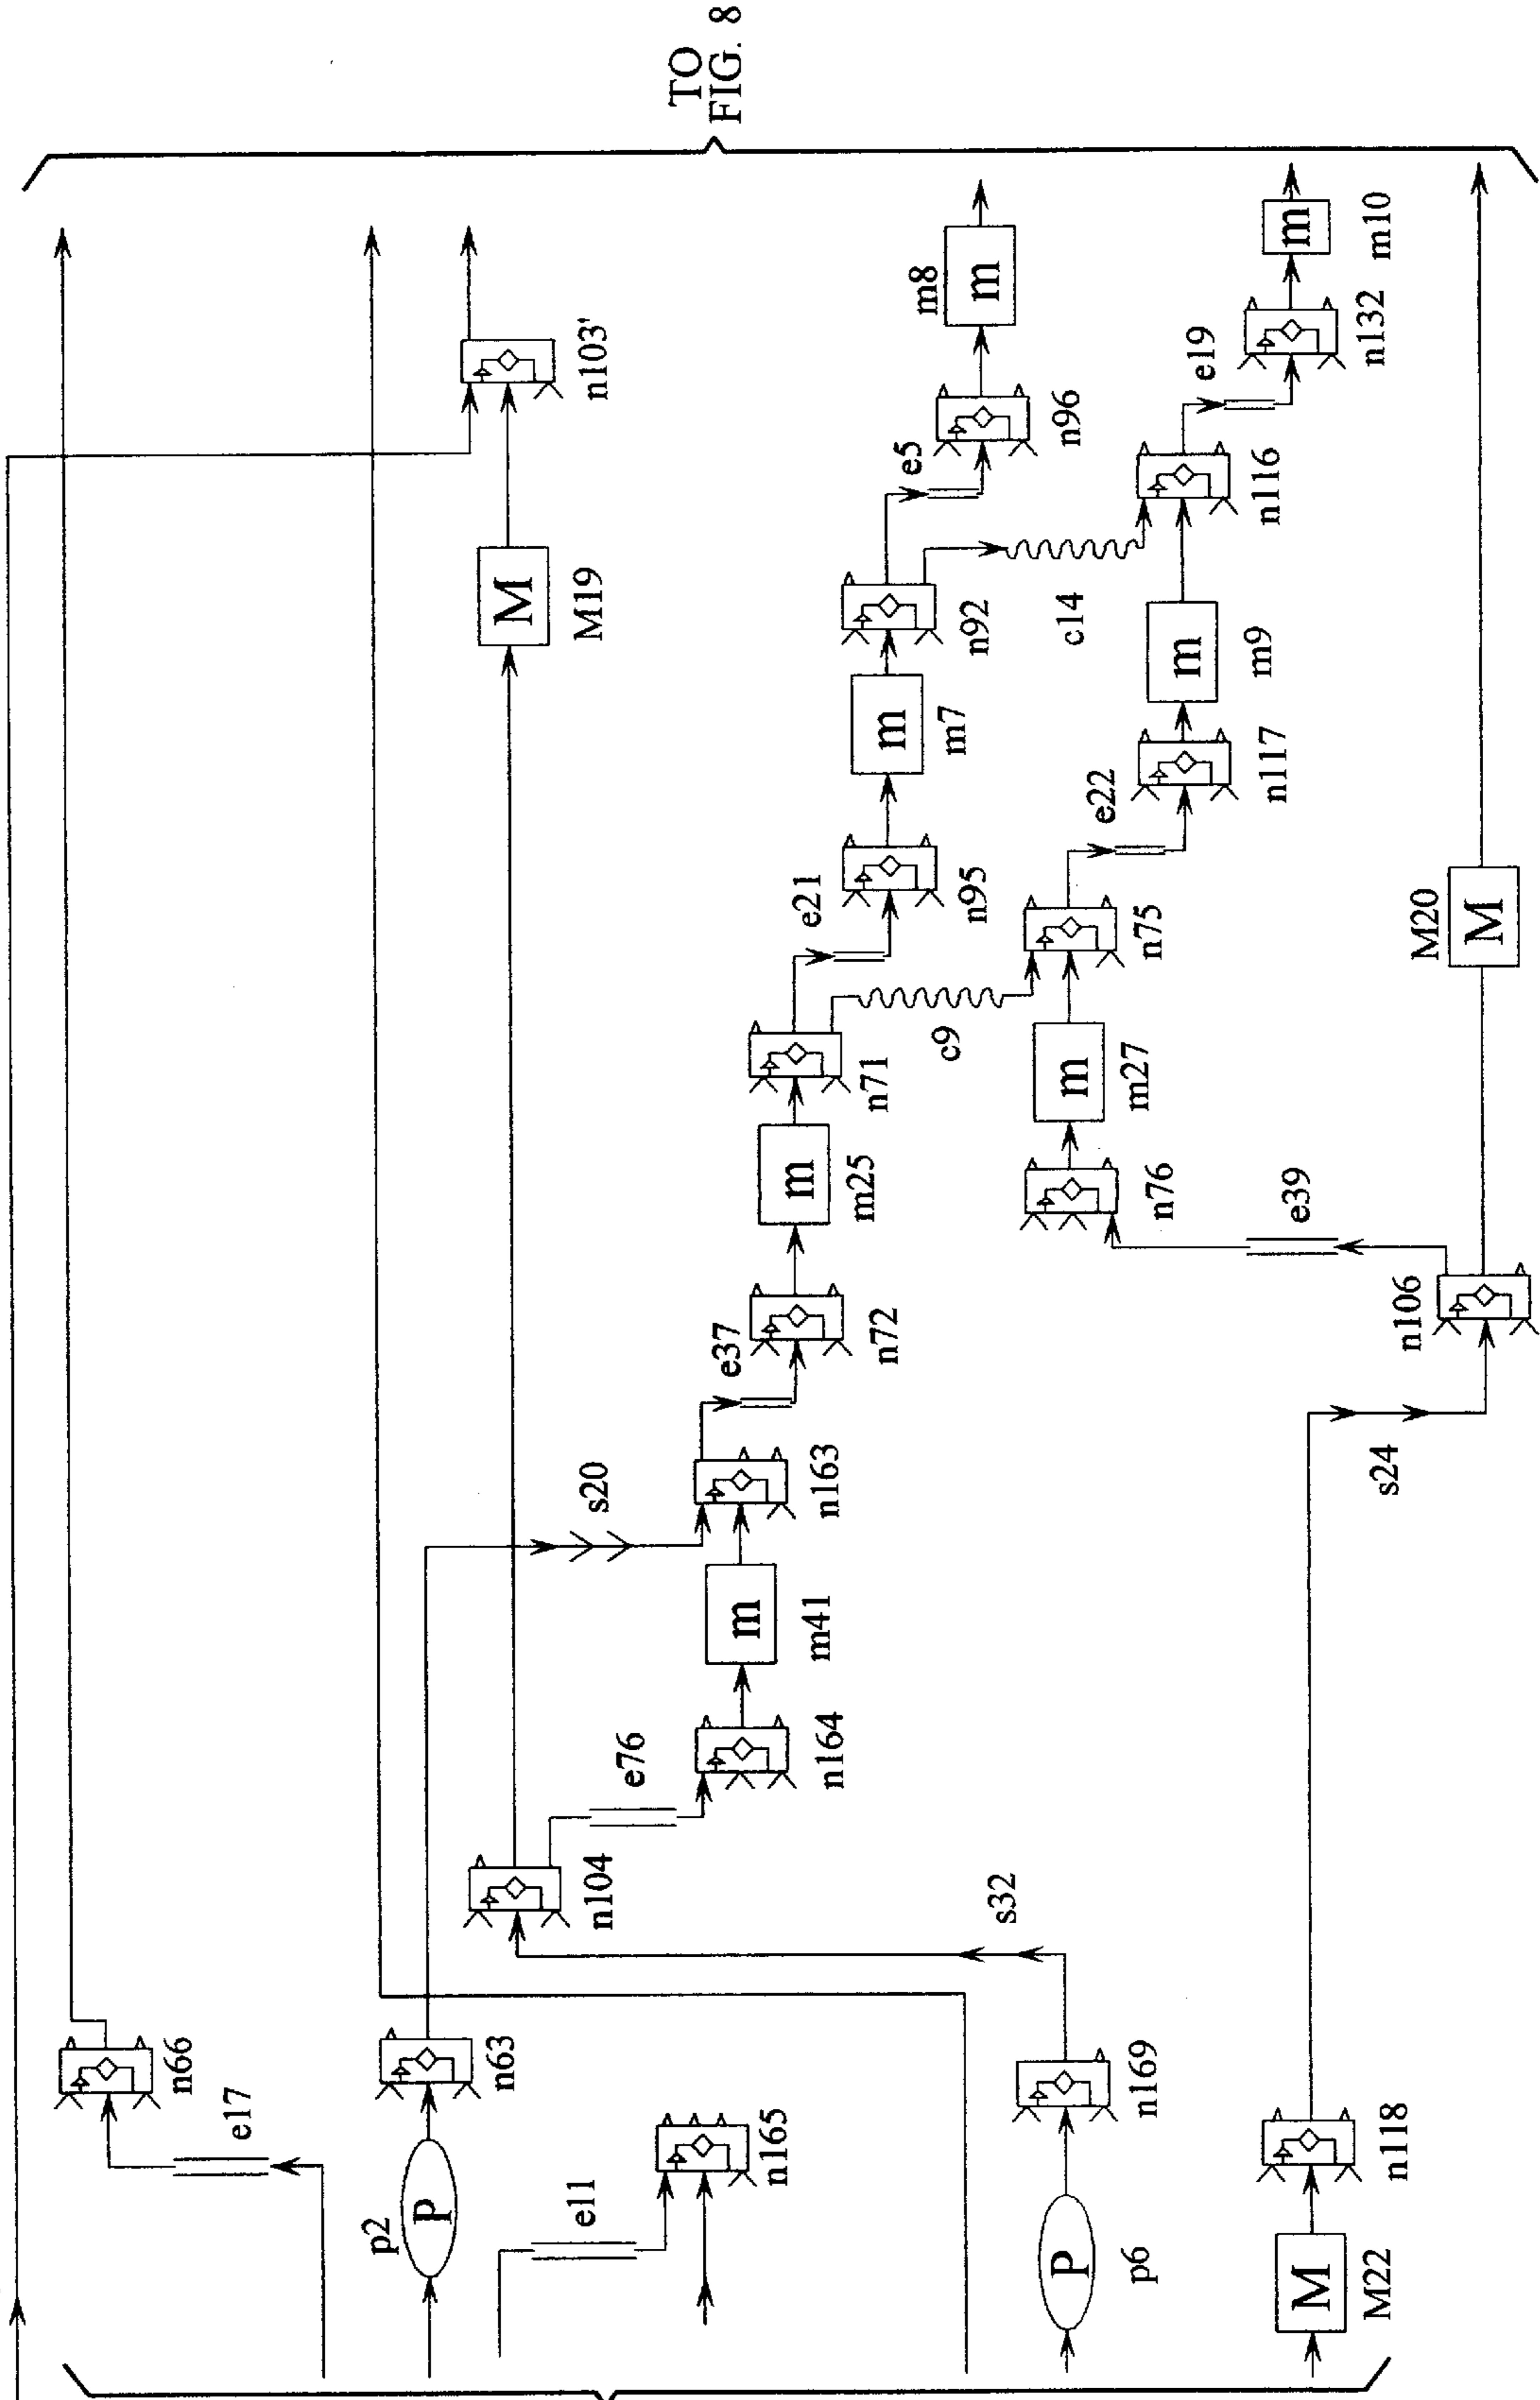 TO
FIG. 8
n66
e17
n103'
M
M19
p2
P
n63
e11
n165
n104
s20
e76
n164
m
m41
n163
e37
n72
m
m25
n71
e21
n95
m
m7
n92
e5
n96
m8
m
c9
c14
p6
P
n169
s32
n76
m
m27
n75
e22
n117
m
m9
n116
e19
n132
m
m10
e39
M22
M
n118
s24
n106
M20
M